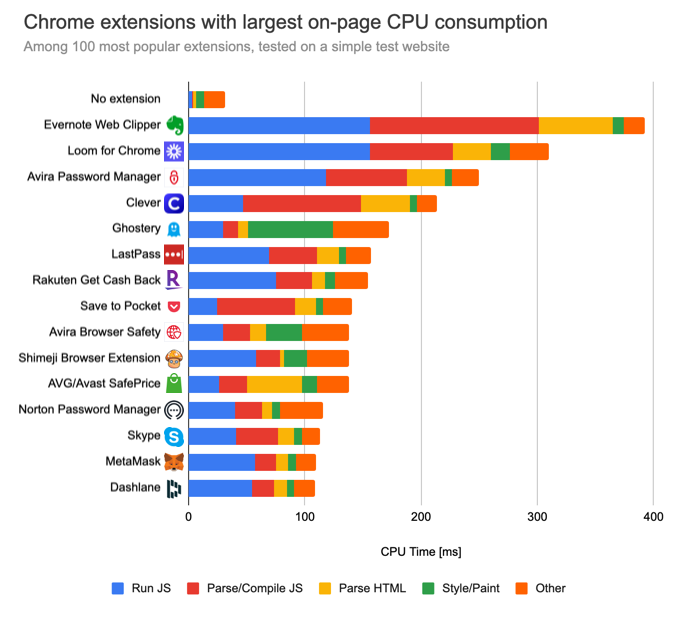 Chrome extensions with largest on-page CPU consumption
Among 100 most popular extensions, tested on a simple test website
No extension
Evernote Web Clipper
Loom for Chrome
Avira Password Manager
Clever
C
Ghostery
LastPass
Rakuten Get Cash Back
R
Save to Pocket
Avira Browser Safety
Shimeji Browser Extension
AVG/Avast SafePrice
Norton Password Manager
Skype
S
MetaMask
Dashlane
0 100 200 300 400
CPU Time [ms]
Run JS Parse/Compile JS Parse HTML Style/Paint Other